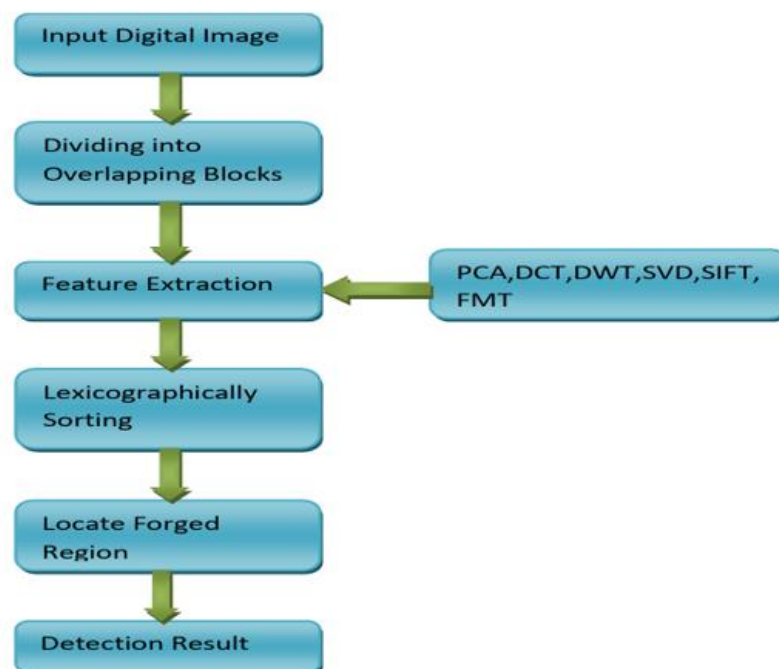 Input Digital Image
Dividing into
Overlapping Blocks
Feature Extraction
PCA,DCT,DWT,SVD,SIFT,
FMT
Lexicographically
Sorting
Locate Forged
Region
Detection Result